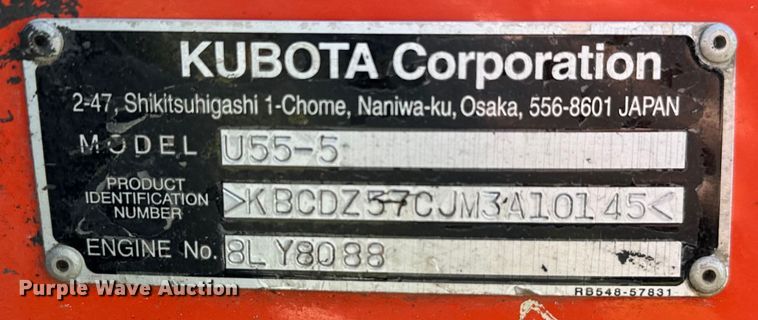 KUBOTA Corporation
2-47, Shikitsuhigashi 1-Chome, Naniwa-ku, Osaka, 556-8601 JAPAN
MODEL U55-5
PRODUCT
IDENTIFICATION
NUMBER >KBCDZ57CJM3A10145<
ENGINE No. 8LY8088
RB548-57831
Purple Wave Auction